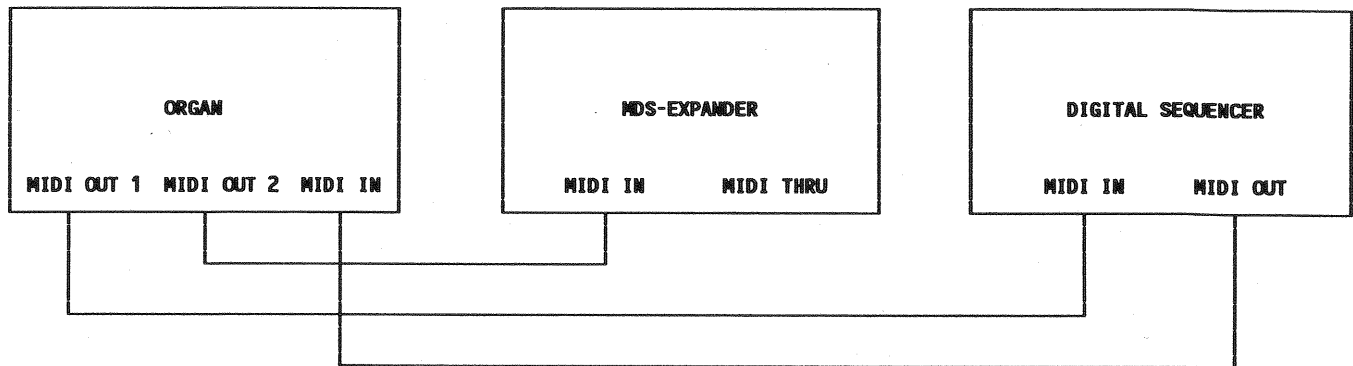 ORGAN
MDS-EXPANDER
DIGITAL SEQUENCER
MIDI OUT 1 MIDI OUT 2 MIDI IN
MIDI IN MIDI THRU
MIDI IN MIDI OUT